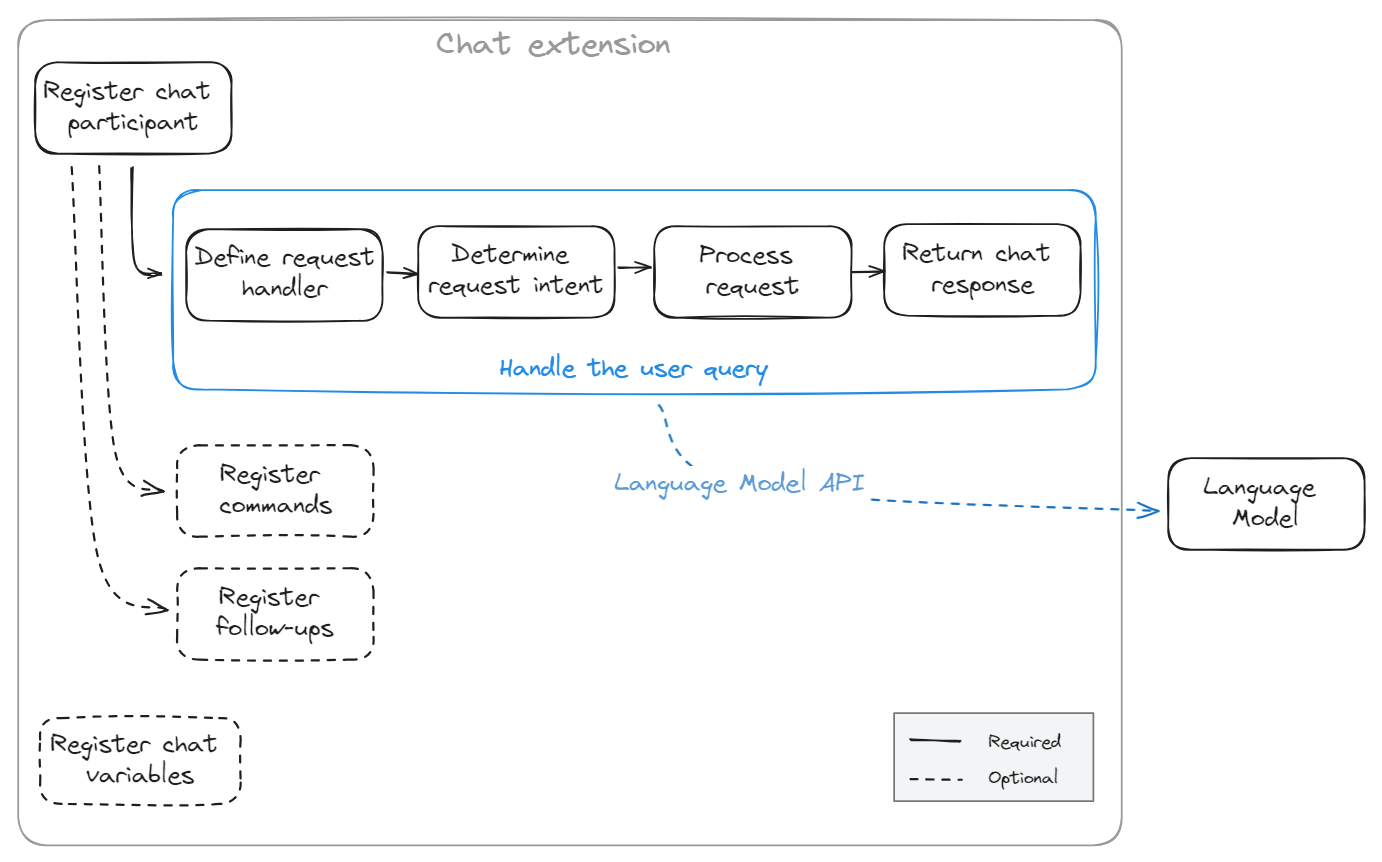 Chat extension
Register chat
participant
Define request
handler
Determine
request intent
Process
request
Return chat
response
Handle the user query
Register
commands
Language Model API
Language
Model
Register
follow-ups
Register chat
variables
Required
Optional